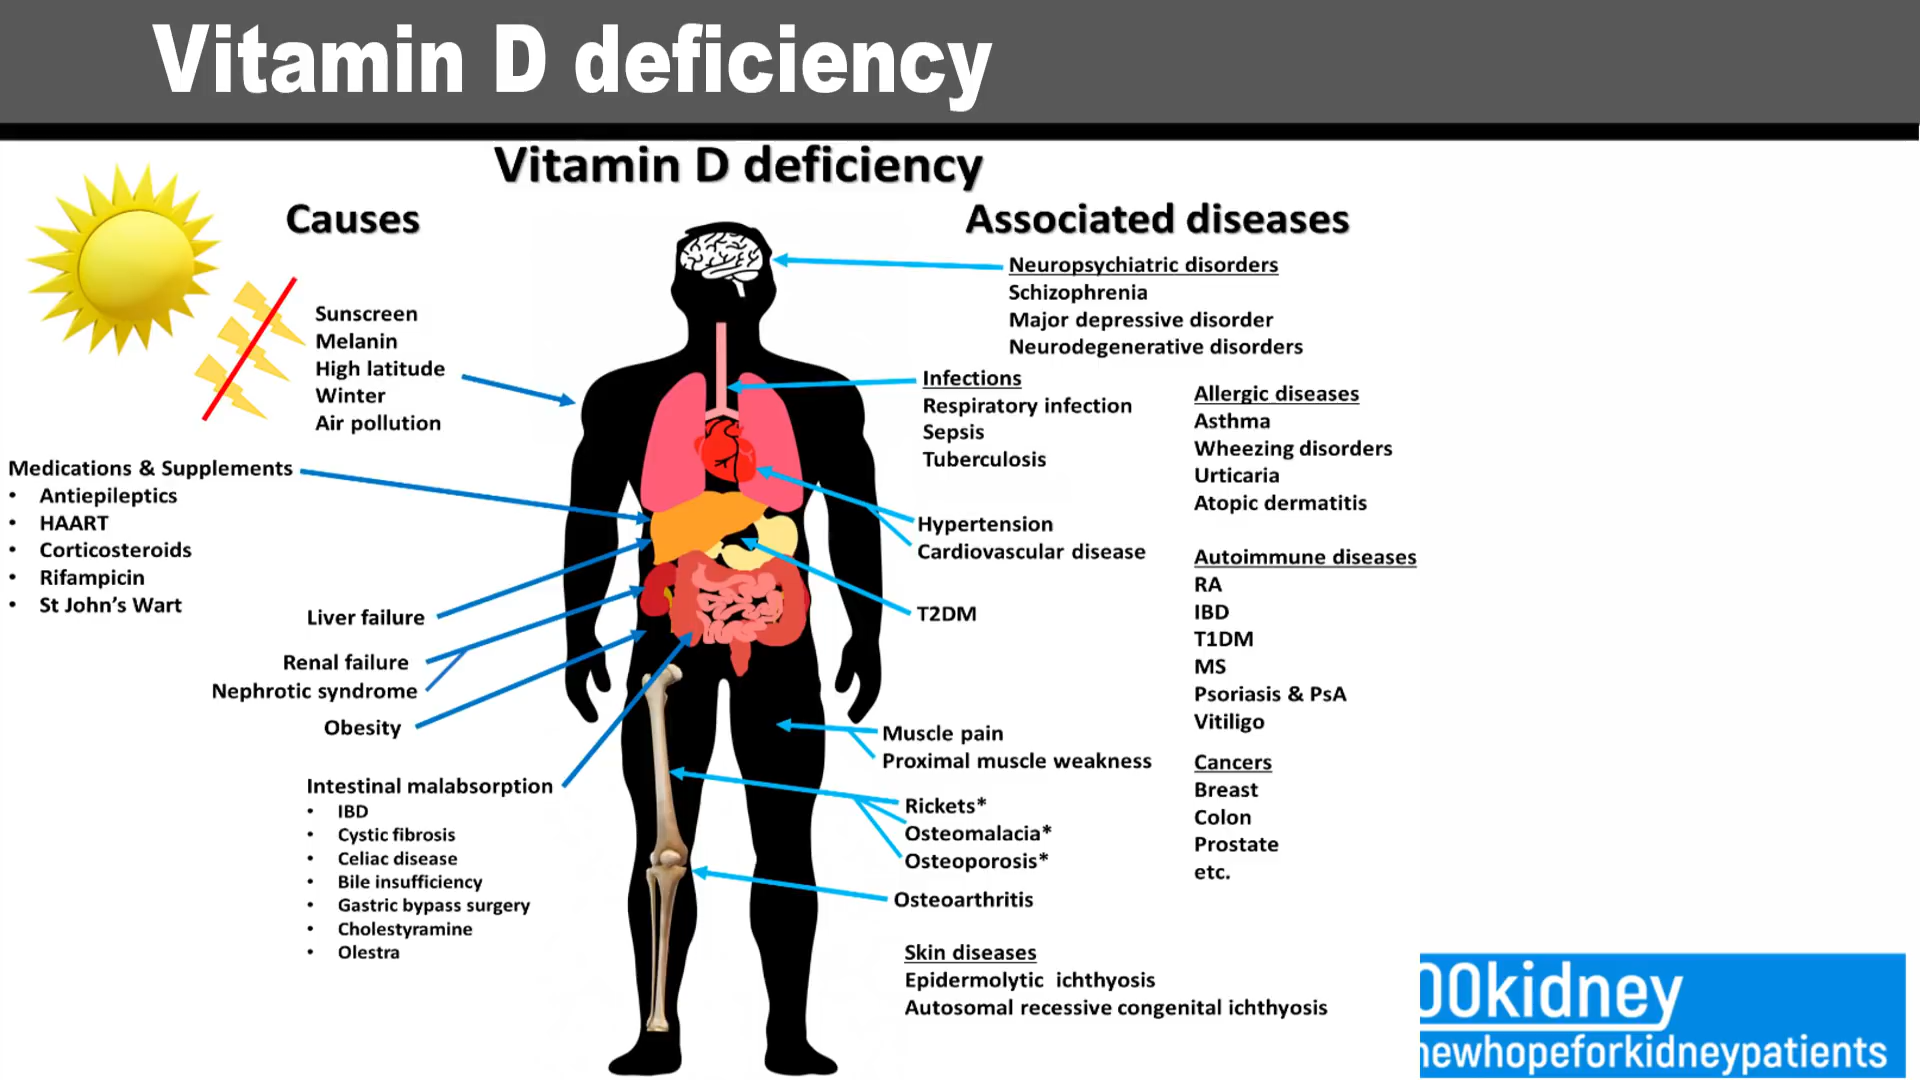 Vitamin D deficiency
Vitamin D deficiency
Causes
Sunscreen
Melanin
High latitude
Winter
Air pollution
Medications & Supplements
• Antiepileptics
• HAART
• Corticosteroids
• Rifampicin
• St John's Wart
Liver failure
Renal failure
Nephrotic syndrome
Obesity
Intestinal malabsorption
• IBD
• Cystic fibrosis
• Celiac disease
• Bile insufficiency
• Gastric bypass surgery
• Cholestyramine
• Olestra
Associated diseases
Neuropsychiatric disorders
Schizophrenia
Major depressive disorder
Neurodegenerative disorders
Infections
Respiratory infection
Sepsis
Tuberculosis
Hypertension
Cardiovascular disease
T2DM
Muscle pain
Proximal muscle weakness
Rickets*
Osteomalacia*
Osteoporosis*
Osteoarthritis
Skin diseases
Epidermolytic ichthyosis
Autosomal recessive congenital ichthyosis
Allergic diseases
Asthma
Wheezing disorders
Urticaria
Atopic dermatitis
Autoimmune diseases
RA
IBD
T1DM
MS
Psoriasis & PsA
Vitiligo
Cancers
Breast
Colon
Prostate
etc.
00kidney
newhopeforkidneypatients